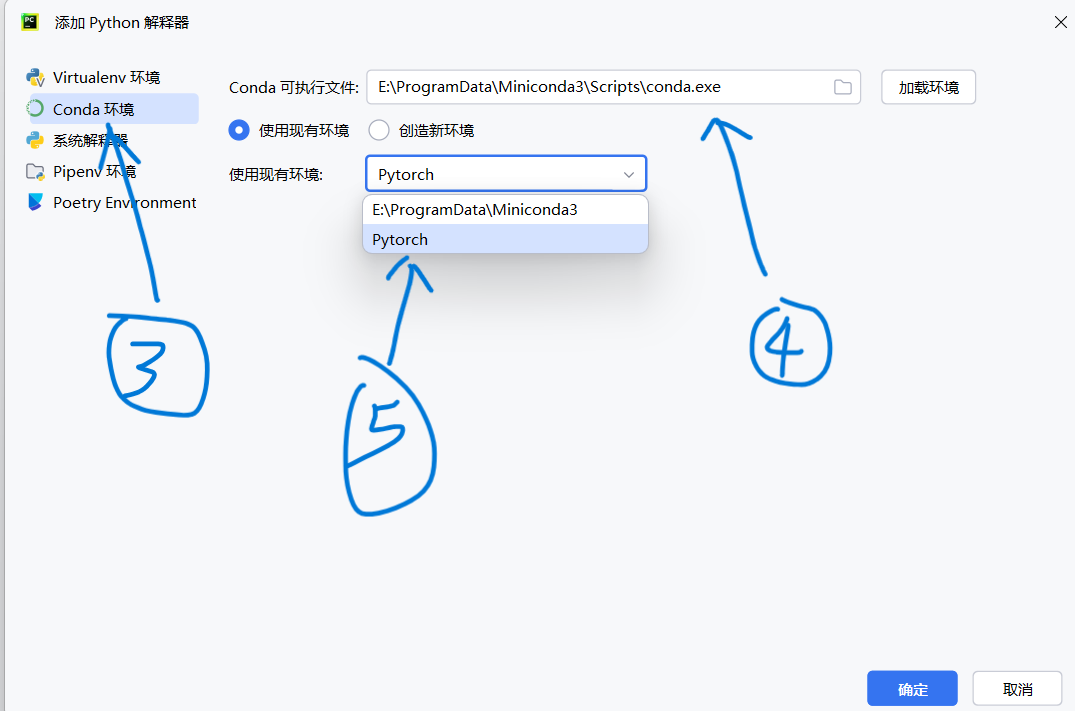 添加 Python 解释器
Virtualenv 环境
Conda 环境
系统解释器
Pipenv 环境
Poetry Environment
Conda 可执行文件: E:\ProgramData\Miniconda3\Scripts\conda.exe 加载环境
使用现有环境 创造新环境
使用现有环境: Pytorch
E:\ProgramData\Miniconda3
Pytorch
3
5
4
确定 取消